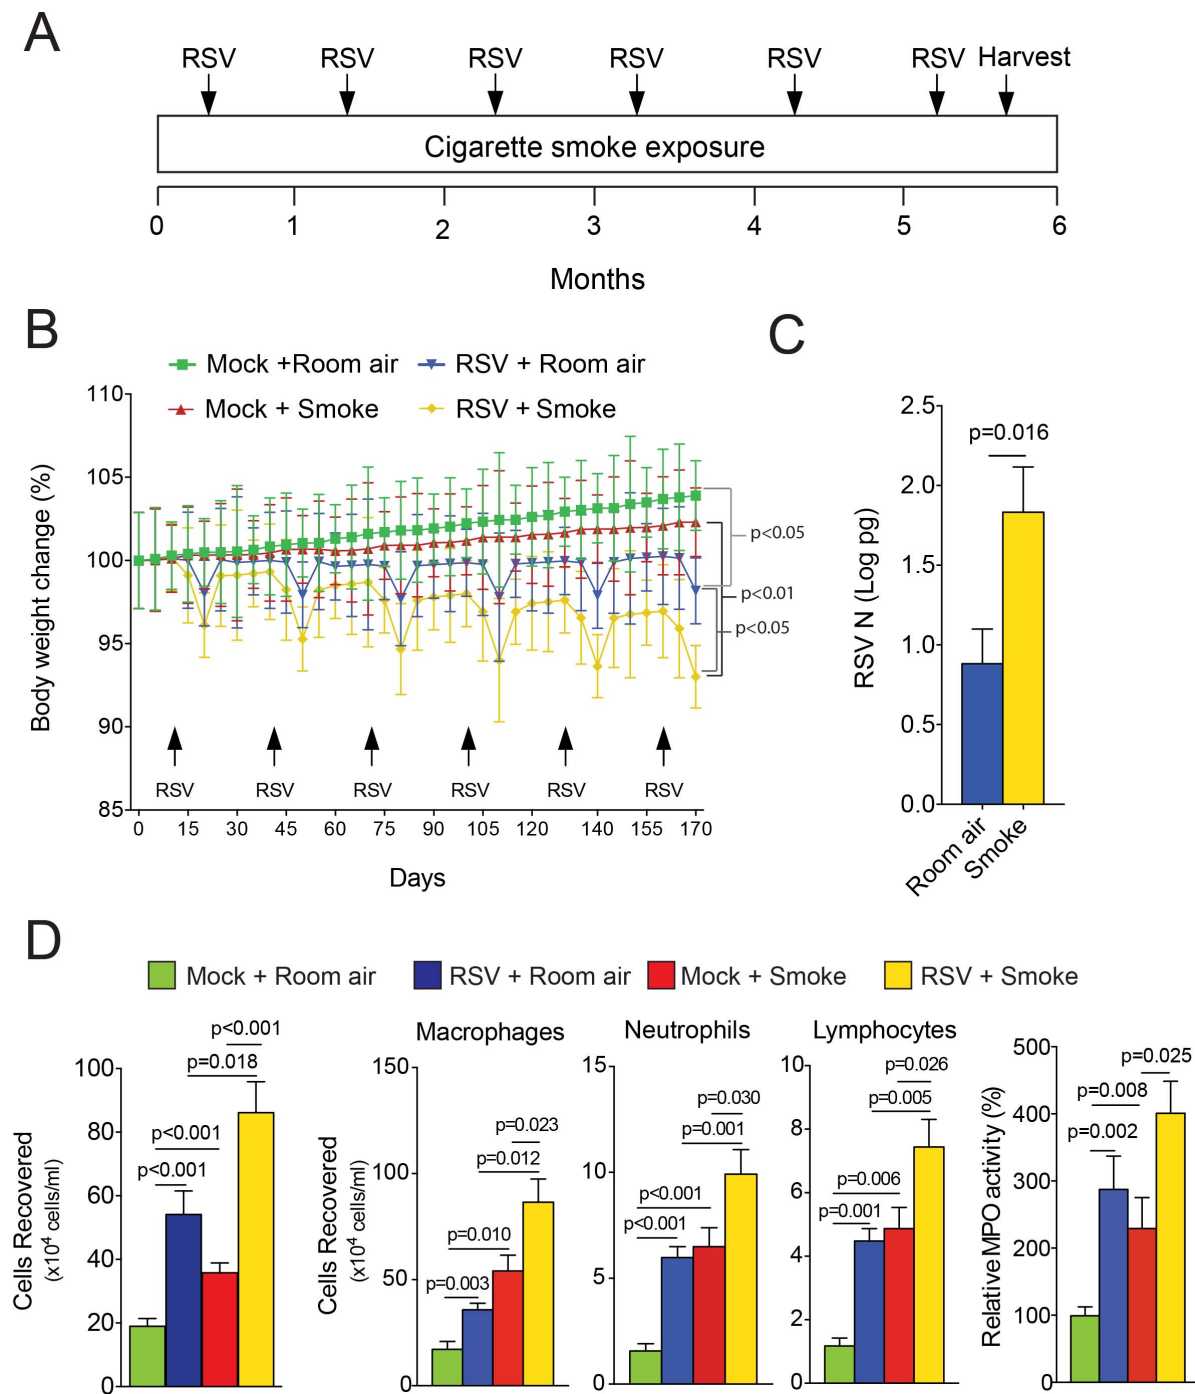 A
RSV RSV RSV RSV RSV RSV Harvest
Cigarette smoke exposure
0 1 2 3 4 5 6
Months
B
Mock +Room air RSV + Room air
Mock + Smoke RSV + Smoke
Body weight change (%)
110
105
100
95
90
85
p<0.05
p<0.01
p<0.05
RSV RSV RSV RSV RSV RSV
0 15 30 45 60 75 90 105 120 140 155 170
Days
C
RSV N (Log pg)
2.5
2.0
1.5
1.0
0.5
0.0
p=0.016
Room air
Smoke
D
Mock + Room air RSV + Room air Mock + Smoke RSV + Smoke
Cells Recovered
(x10⁴ cells/ml)
100
80
60
40
20
0
p<0.001
p=0.018
p<0.001
p<0.001
Macrophages
Cells Recovered
(x10⁴ cells/ml)
150
100
50
0
p=0.023
p=0.012
p=0.010
p=0.003
Neutrophils
15
10
5
0
p=0.030
p=0.001
p<0.001
p<0.001
Lymphocytes
10
8
6
4
2
0
p=0.026
p=0.005
p=0.006
p=0.001
Relative MPO activity (%)
500
400
300
200
100
0
p=0.025
p=0.008
p=0.002